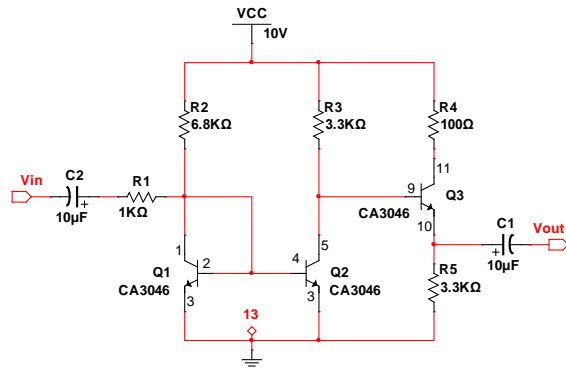 VCC
10V
R2
6.8KΩ
R3
3.3KΩ
R4
100Ω
11
Vin
C2
R1
9
Q3
+
10µF
1KΩ
CA3046
10
C1
Vout
1
5
+
10µF
Q1
2
4
Q2
R5
3.3KΩ
CA3046
3
CA3046
3
13